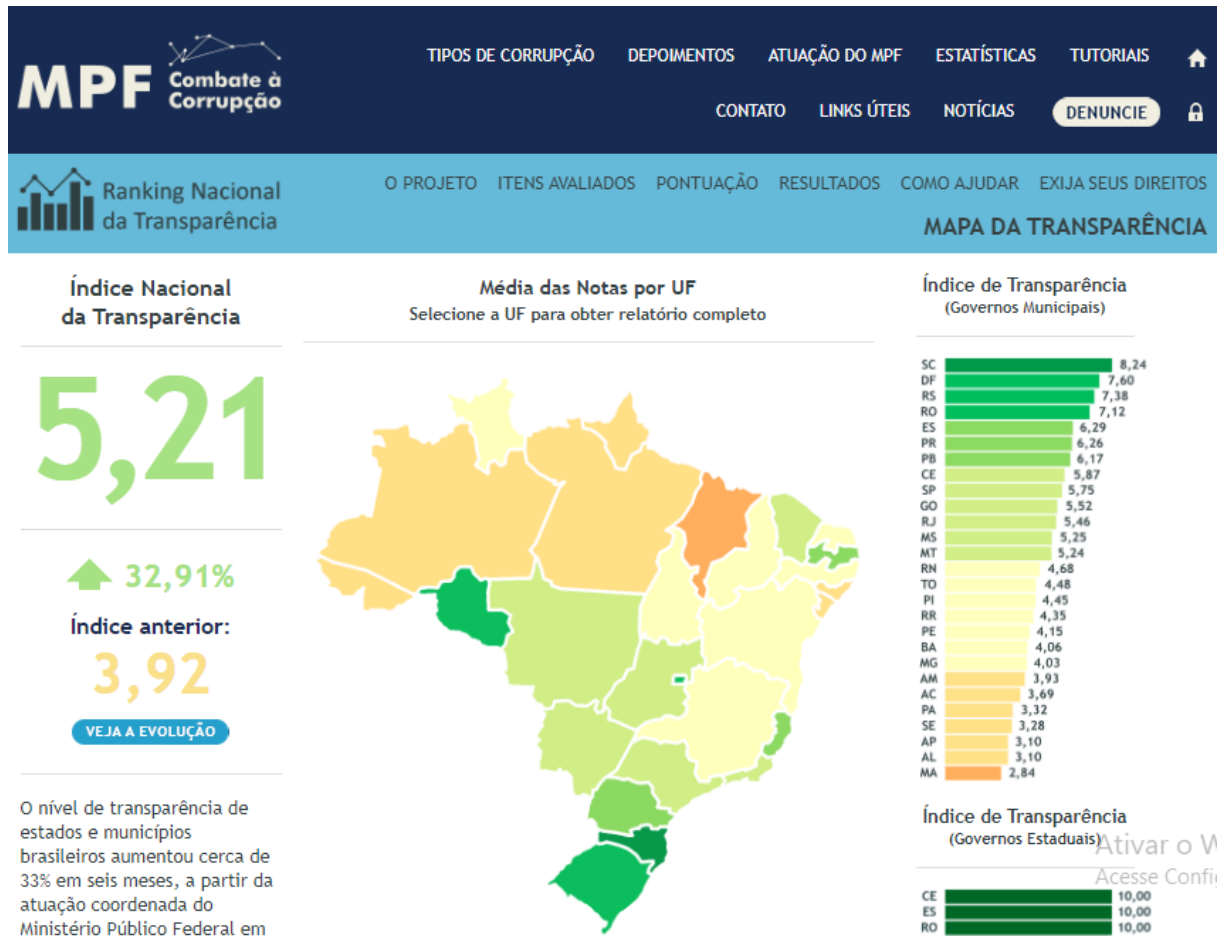 MPF Combate à
Corrupção
TIPOS DE CORRUPÇÃO DEPOIMENTOS ATUAÇÃO DO MPF ESTATÍSTICAS TUTORIAIS
CONTATO LINKS ÚTEIS NOTÍCIAS DENUNCIE
Ranking Nacional
da Transparência
O PROJETO ITENS AVALIADOS PONTUAÇÃO RESULTADOS COMO AJUDAR EXIJA SEUS DIREITOS
MAPA DA TRANSPARÊNCIA
Índice Nacional
da Transparência
5,21
32,91%
Índice anterior:
3,92
VEJA A EVOLUÇÃO
O nível de transparência de
estados e municípios
brasileiros aumentou cerca de
33% em seis meses, a partir da
atuação coordenada do
Ministério Público Federal em
Média das Notas por UF
Selecione a UF para obter relatório completo
Índice de Transparência
(Governos Municipais)
SC 8,24
DF 7,60
RS 7,38
RO 7,12
ES 6,29
PR 6,26
PB 6,17
CE 5,87
SP 5,75
GO 5,52
RJ 5,46
MS 5,25
MT 5,24
RN 4,68
TO 4,48
PI 4,45
RR 4,35
PE 4,15
BA 4,06
MG 4,03
AM 3,93
AC 3,69
PA 3,32
SE 3,28
AP 3,10
AL 3,10
MA 2,84
Índice de Transparência
(Governos Estaduais)
Ativar o W
Acesse Confi
CE 10,00
ES 10,00
RO 10,00